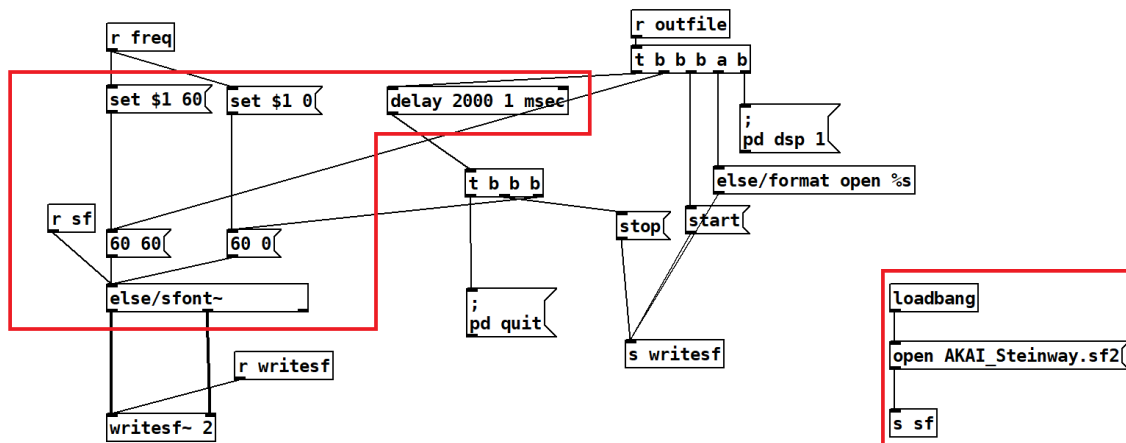 r outfile
r freq
t b b b a b
set $1 60
set $1 0
delay 2000 1 msec
;
pd dsp 1
t b b b
else/format open %s
r sf
stop
start
60 60
60 0
else/sfont~
;
pd quit
loadbang
s writesf
open AKAI_Steinway.sf2
r writesf
s sf
writesf~ 2